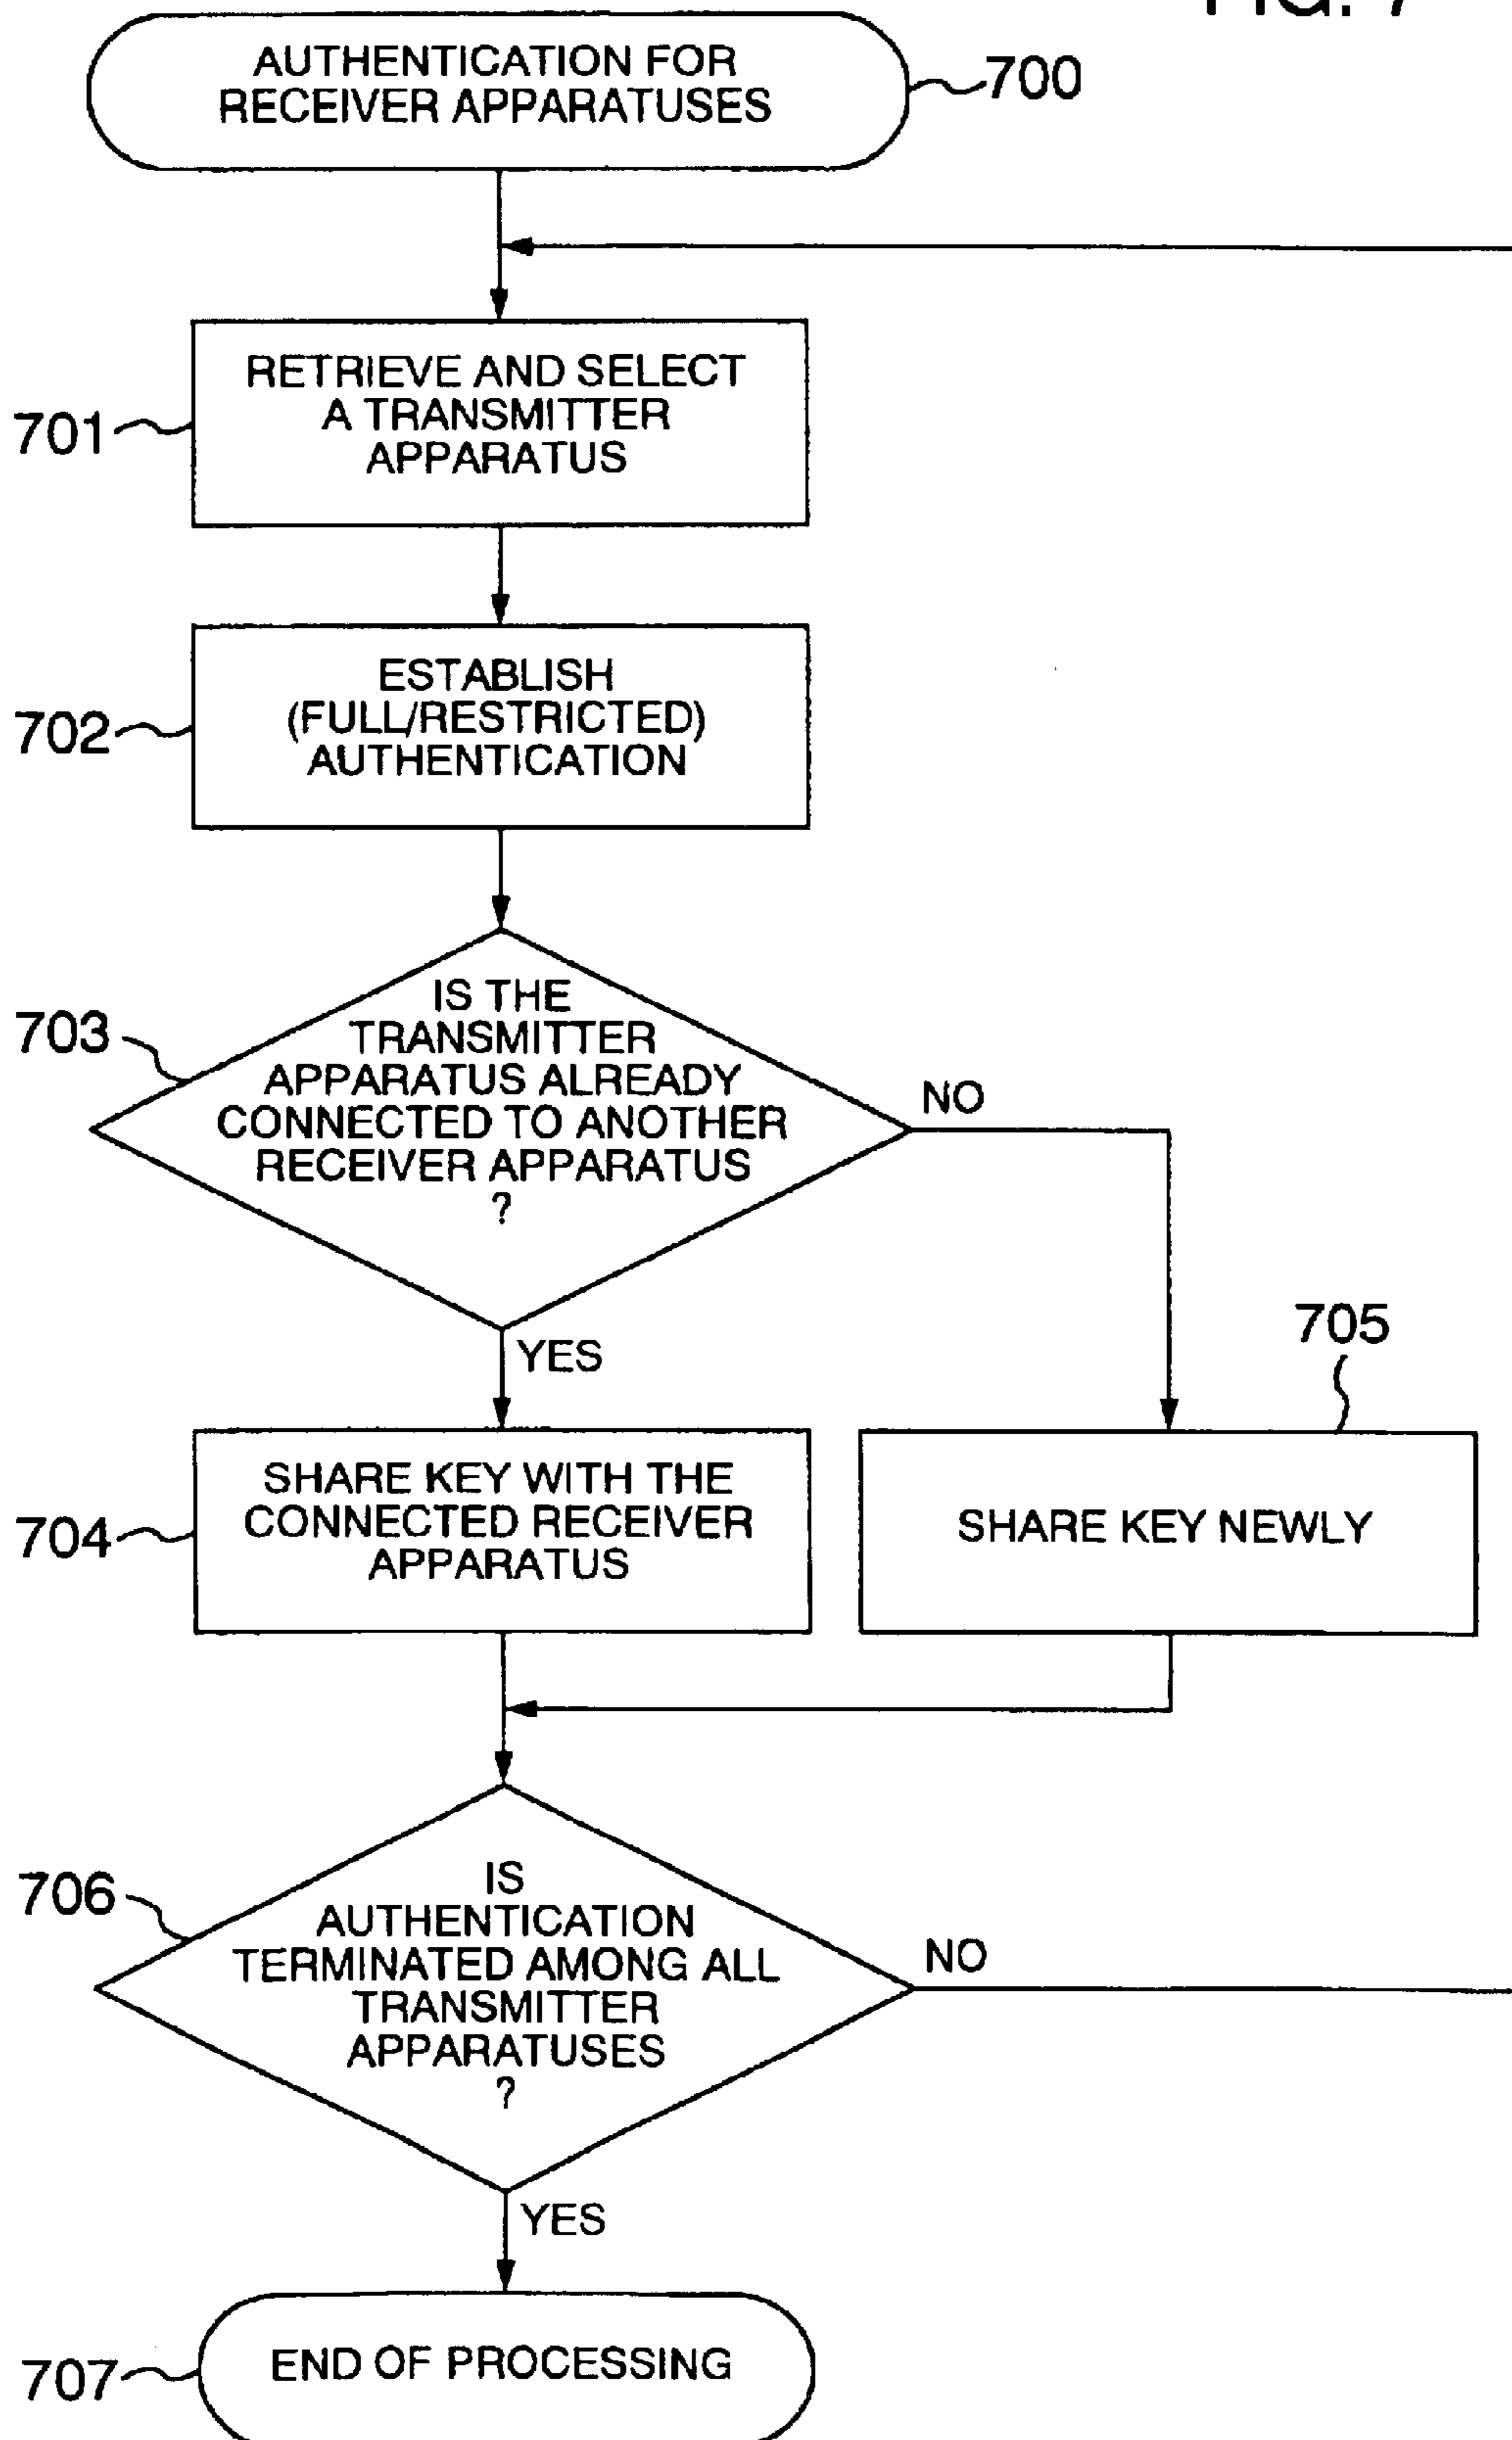 FIG. 7
AUTHENTICATION FOR
RECEIVER APPARATUSES
700
RETRIEVE AND SELECT
A TRANSMITTER
APPARATUS
701
ESTABLISH
(FULL/RESTRICTED)
AUTHENTICATION
702
IS THE
TRANSMITTER
APPARATUS ALREADY
CONNECTED TO ANOTHER
RECEIVER APPARATUS
?
703
NO
YES
705
SHARE KEY WITH THE
CONNECTED RECEIVER
APPARATUS
704
SHARE KEY NEWLY
IS
AUTHENTICATION
TERMINATED AMONG ALL
TRANSMITTER
APPARATUSES
?
706
NO
YES
END OF PROCESSING
707